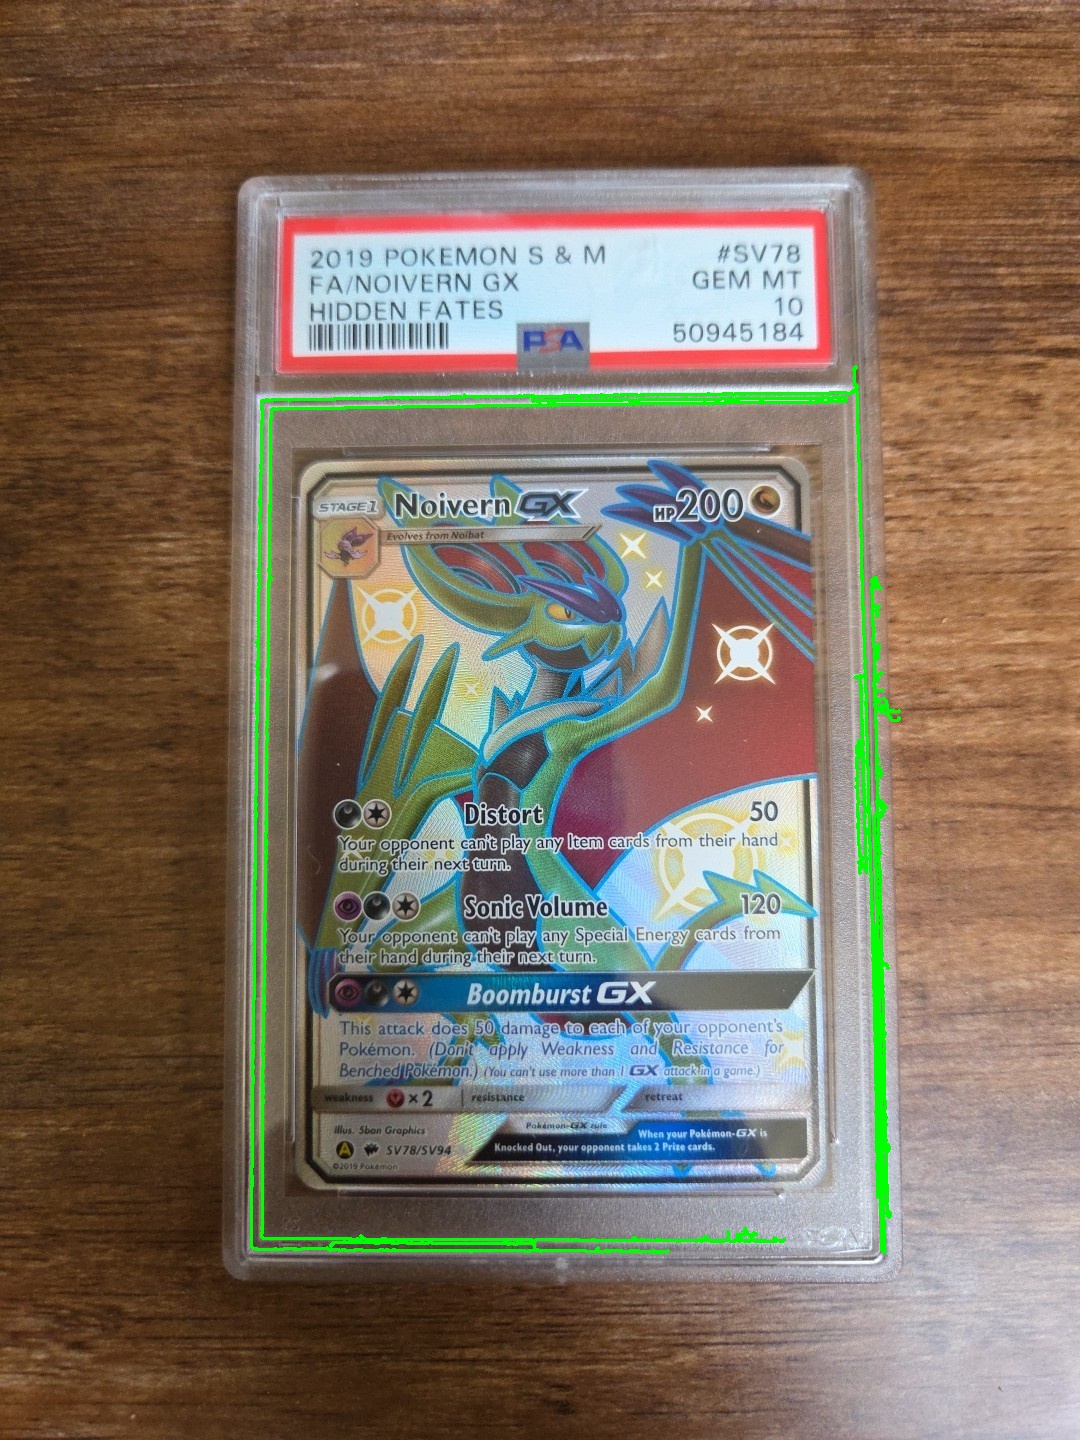 2019 POKEMON S & M #SV78
FA/NOIVERN GX GEM MT
HIDDEN FATES 10
PSA 50945184
STAGE 1 Noivern GX HP 200
Evolves from Noibat
Distort 50
Your opponent can't play any Item cards from their hand
during their next turn.
Sonic Volume 120
Your opponent can't play any Special Energy cards from
their hand during their next turn.
Boomburst GX
This attack does 50 damage to each of your opponent's
Pokémon. (Don't apply Weakness and Resistance for
Benched Pokémon.) (You can't use more than 1 GX attack in a game.)
weakness ×2 resistance retreat
Illus. 5ban Graphics
Pokémon-GX rule
When your Pokémon-GX is
Knocked Out, your opponent takes 2 Prize cards.
A SV78/SV94
©2019 Pokémon